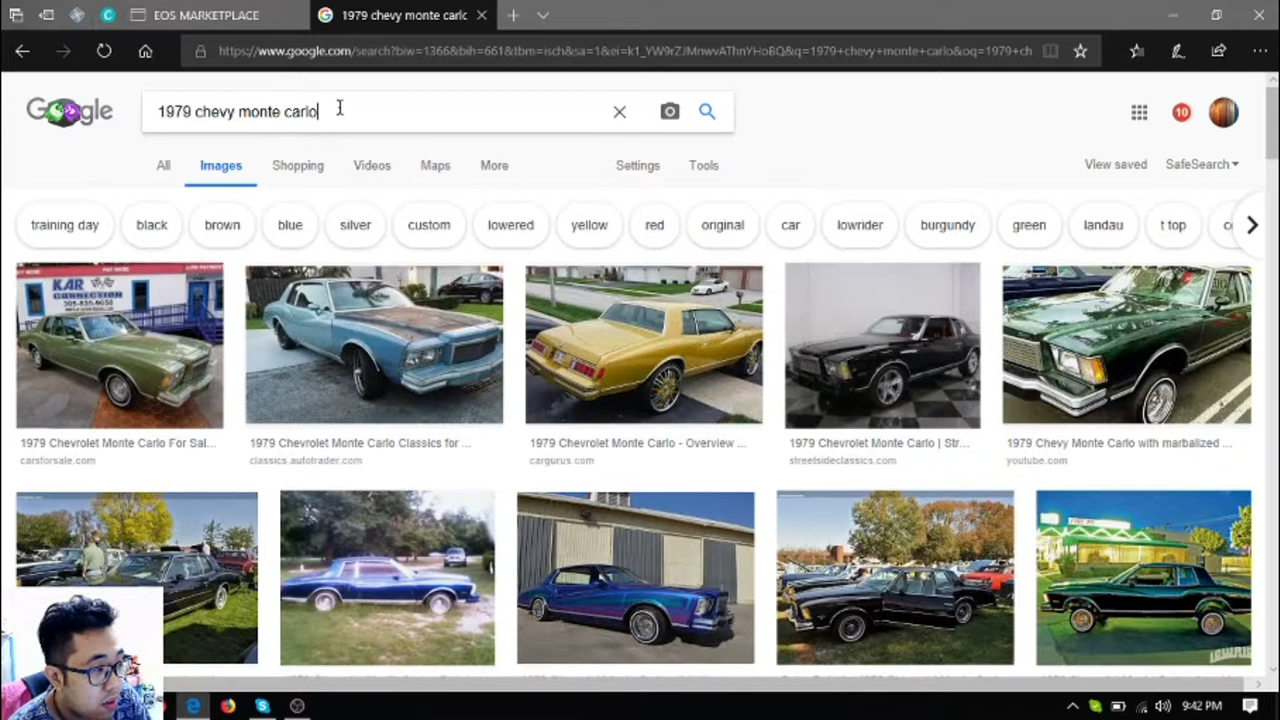 EOS MARKETPLACE
1979 chevy monte carlc
https://www.google.com/search?biw=1366&bih=661&tbm=isch&sa=1&ei=k1_YW9rZJMnwvAThnYHoBQ&q=1979+chevy+monte+carlo&oq=1979+ch
Google
1979 chevy monte carlo
10
All Images Shopping Videos Maps More Settings Tools
View saved SafeSearch
training day black brown blue silver custom lowered yellow red original car lowrider burgundy green landau t top
KAR
CONNECTION
1979 Chevrolet Monte Carlo For Sal...
carsforsale.com
1979 Chevrolet Monte Carlo Classics for ...
classics.autotrader.com
1979 Chevrolet Monte Carlo - Overview ...
cargurus.com
1979 Chevrolet Monte Carlo | Str...
streetsideclassics.com
1979 Chevy Monte Carlo with marbalized ...
youtube.com
9:42 PM